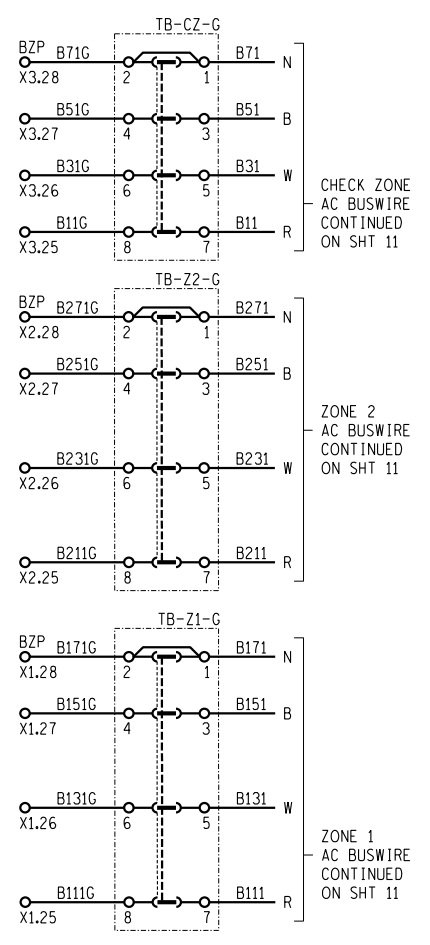 TB-CZ-G
BZP B71G B71 N
X3.28 2 1
B51G B51 B
X3.27 4 3
B31G B31 W
X3.26 6 5
B11G B11 R
X3.25 8 7
CHECK ZONE
AC BUSWIRE
CONTINUED
ON SHT 11
TB-Z2-G
BZP B271G B271 N
X2.28 2 1
B251G B251 B
X2.27 4 3
B231G B231 W
X2.26 6 5
B211G B211 R
X2.25 8 7
ZONE 2
AC BUSWIRE
CONTINUED
ON SHT 11
TB-Z1-G
BZP B171G B171 N
X1.28 2 1
B151G B151 B
X1.27 4 3
B131G B131 W
X1.26 6 5
B111G B111 R
X1.25 8 7
ZONE 1
AC BUSWIRE
CONTINUED
ON SHT 11